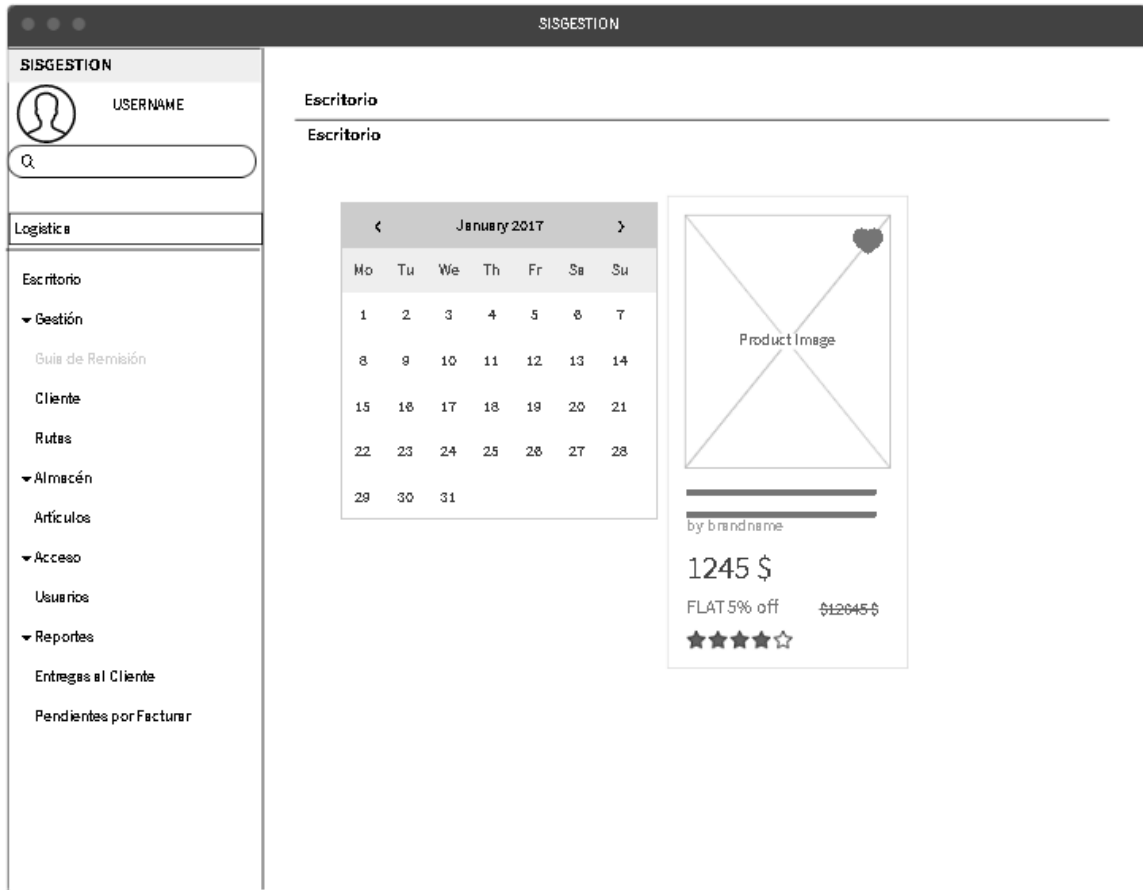 SISGESTION
SISGESTION
USERNAME
Logistica
Escritorio
Gestión
Guia de Remisión
Cliente
Rutas
Almacén
Artículos
Acceso
Usuarios
Reportes
Entregas al Cliente
Pendientes por Facturar
Escritorio
Escritorio
January 2017
Mo Tu We Th Fr Sa Su
1 2 3 4 5 6 7
8 9 10 11 12 13 14
15 16 17 18 19 20 21
22 23 24 25 26 27 28
29 30 31
Product Image
by brandname
1245 $
FLAT 5% off $12645 $